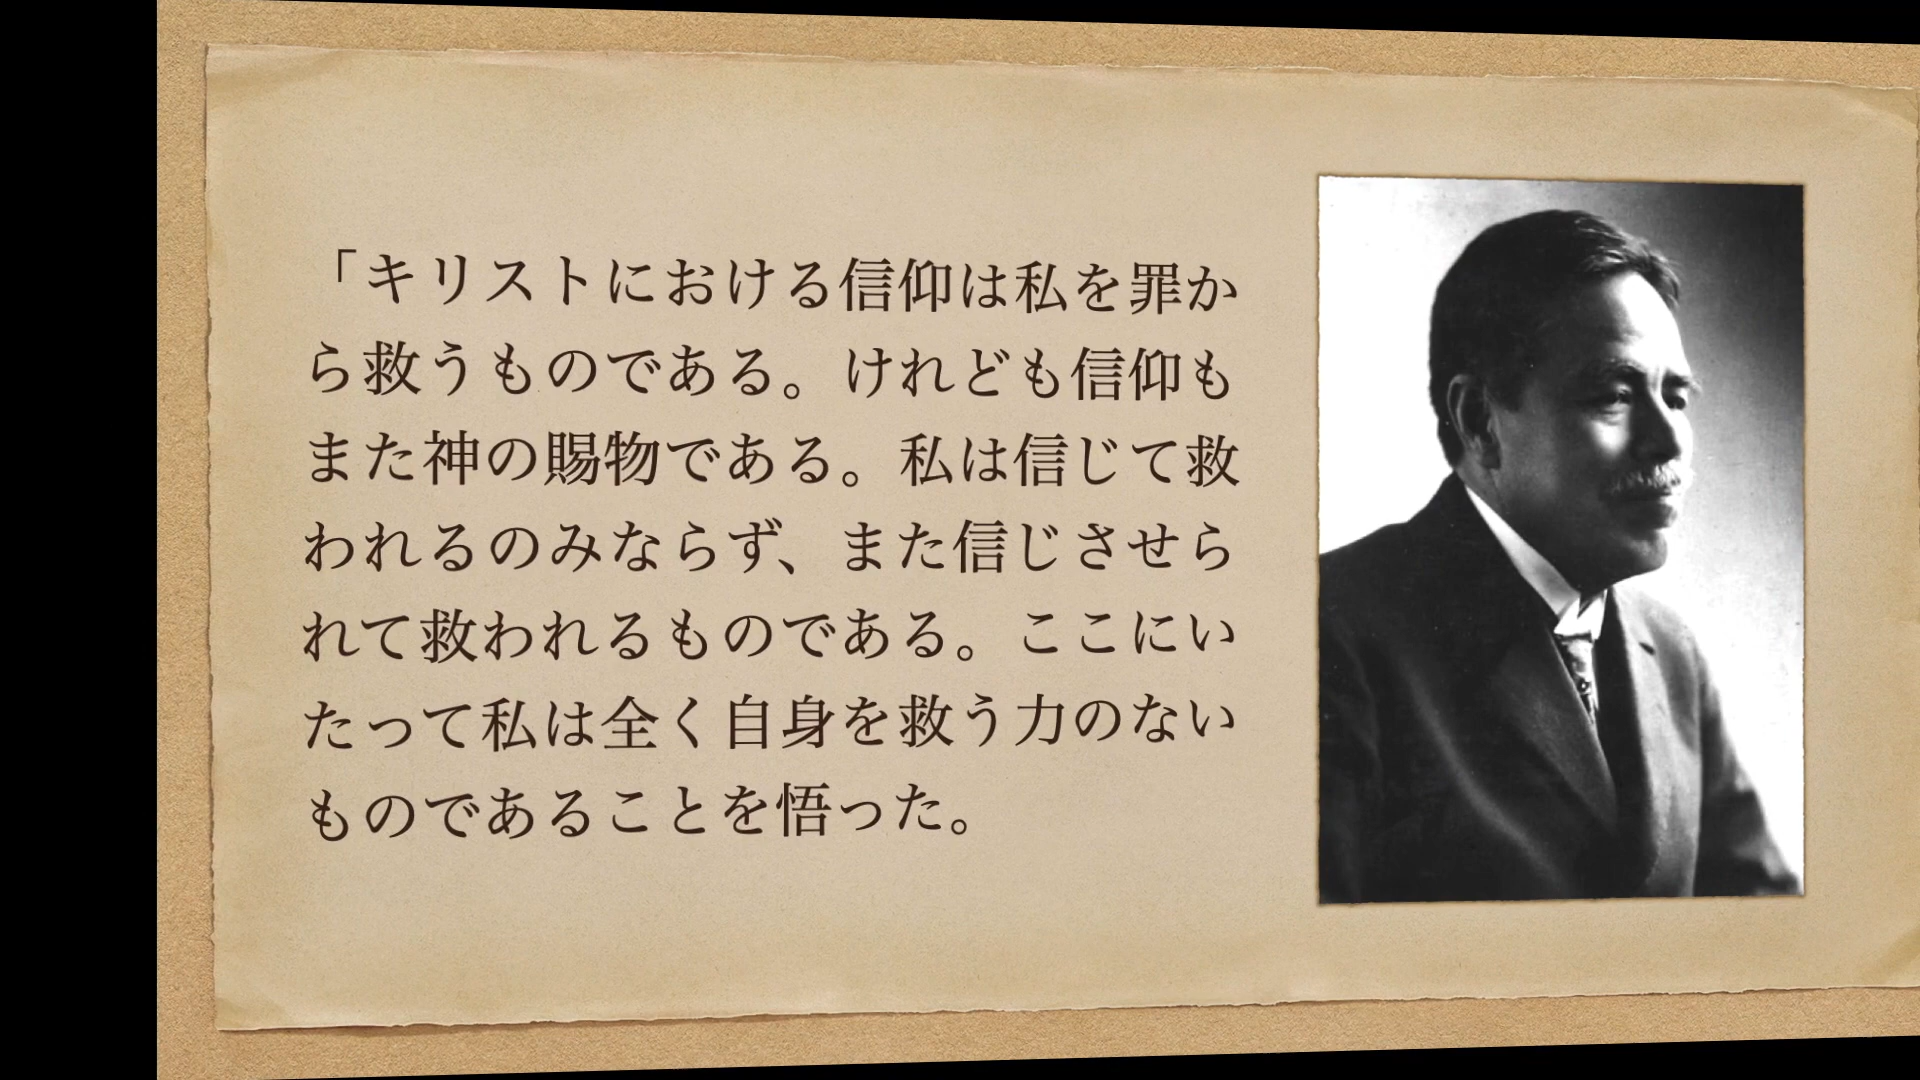 「キリストにおける信仰は私を罪か
ら救うものである。けれども信仰も
また神の賜物である。私は信じて救
われるのみならず、また信じさせら
れて救われるものである。ここにい
たって私は全く自身を救う力のない
ものであることを悟った。